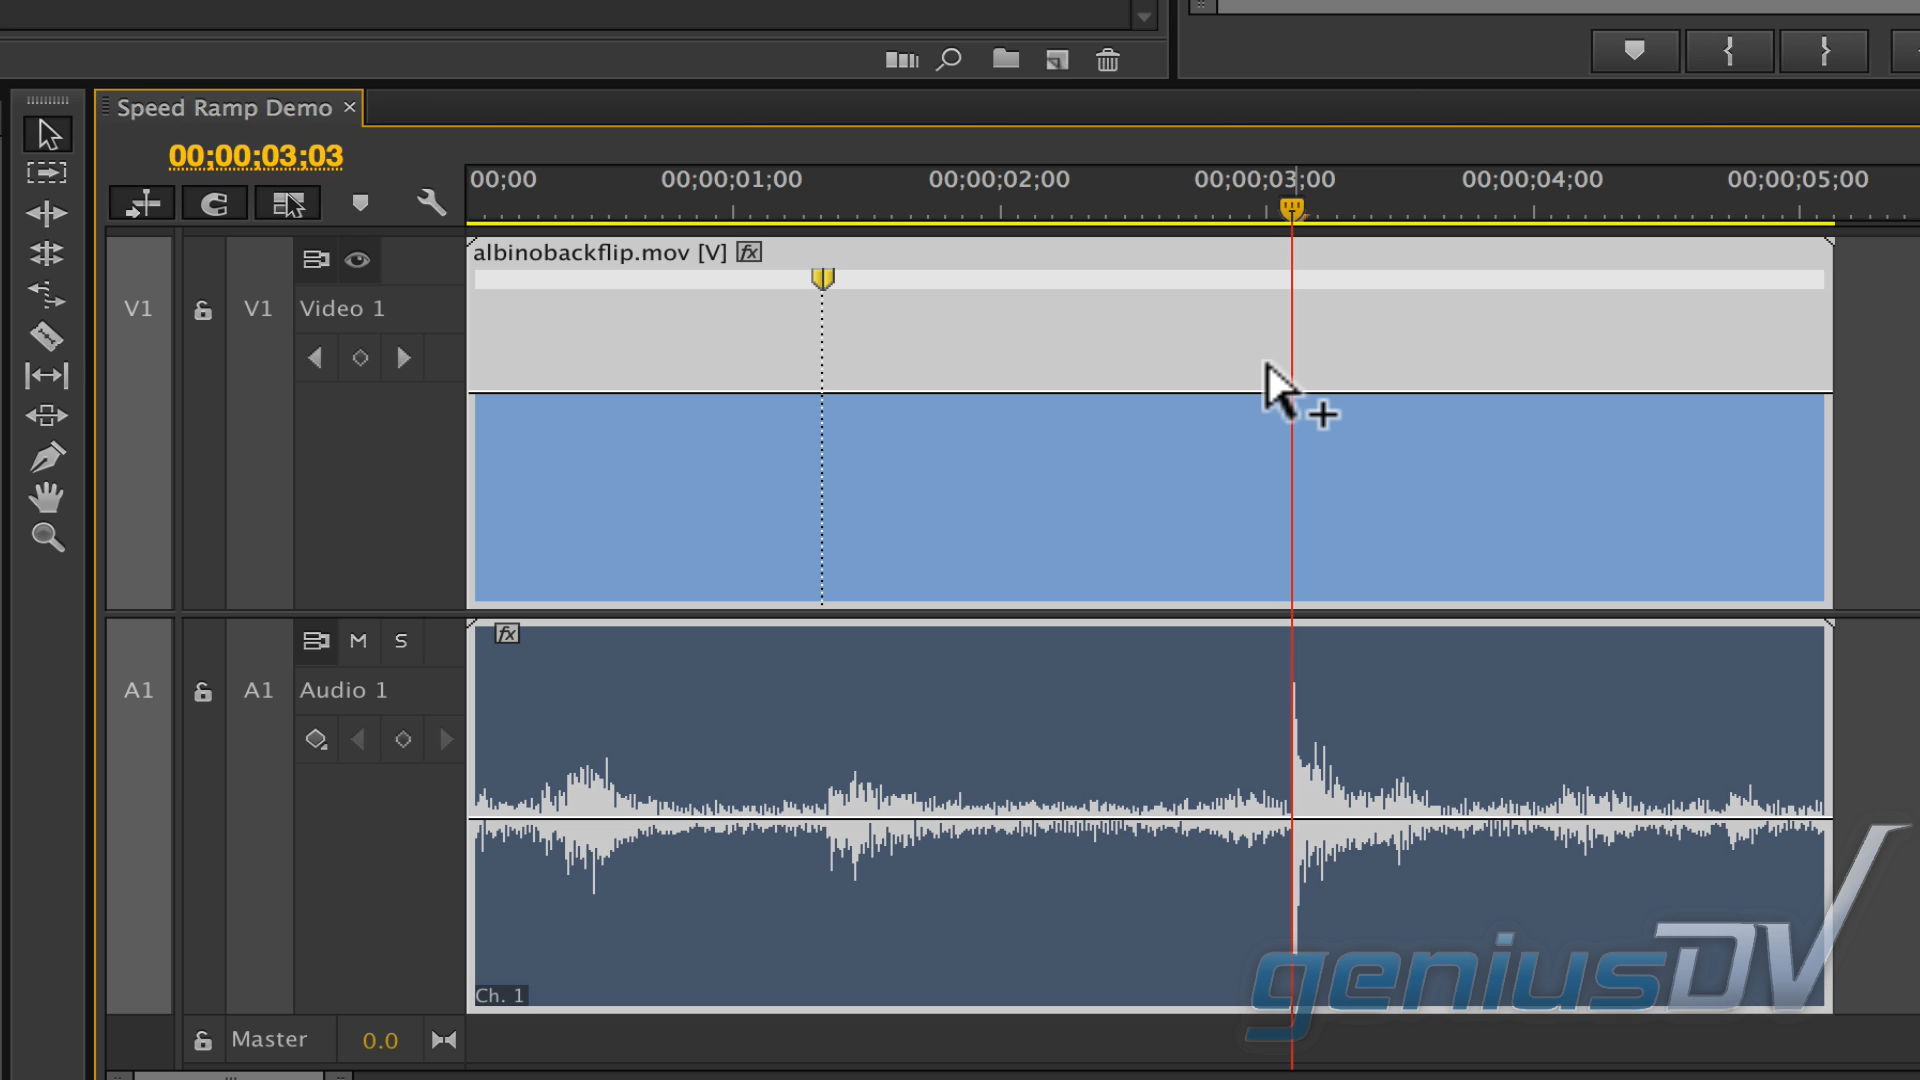 Speed Ramp Demo ×
00;00;03;03
00;00 00;00;01;00 00;00;02;00 00;00;03;00 00;00;04;00 00;00;05;00
albinobackflip.mov [V] fx
V1 V1 Video 1
fx
M S
A1 A1 Audio 1
Ch. 1
geniusDV
Master 0.0